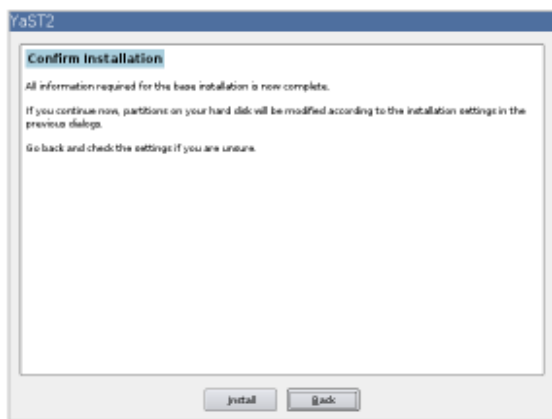 YaST2
Confirm Installation
All information required for the base installation is now complete.
If you continue now, partitions on your hard disk will be modified according to the installation settings in the
previous dialogs.
Go back and check the settings if you are unsure.
Install
Back